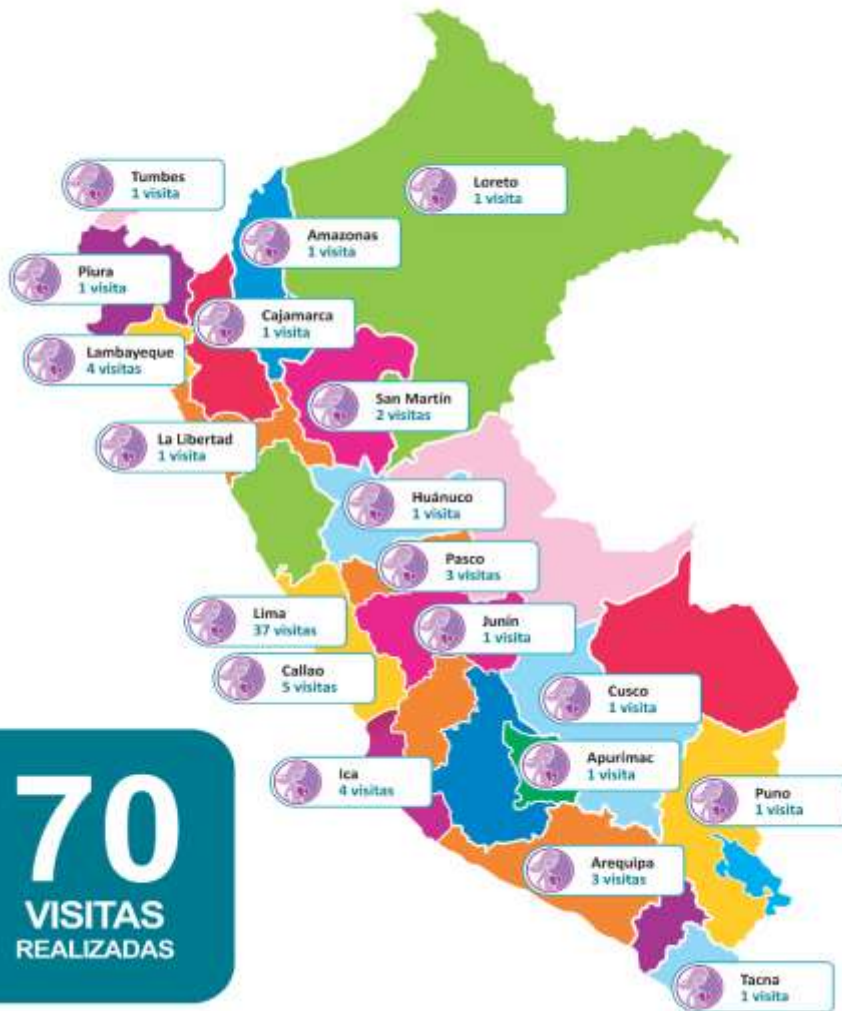 Tumbes
1 visita
Loreto
1 visita
Amazonas
1 visita
Piura
1 visita
Cajamarca
1 visita
Lambayeque
4 visitas
San Martín
2 visitas
La Libertad
1 visita
Huánuco
1 visita
Pasco
3 visitas
Lima
37 visitas
Junín
1 visita
Callao
5 visitas
Cusco
1 visita
Apurímac
1 visita
Ica
4 visitas
Puno
1 visita
Arequipa
3 visitas
70
VISITAS
REALIZADAS
Tacna
1 visita